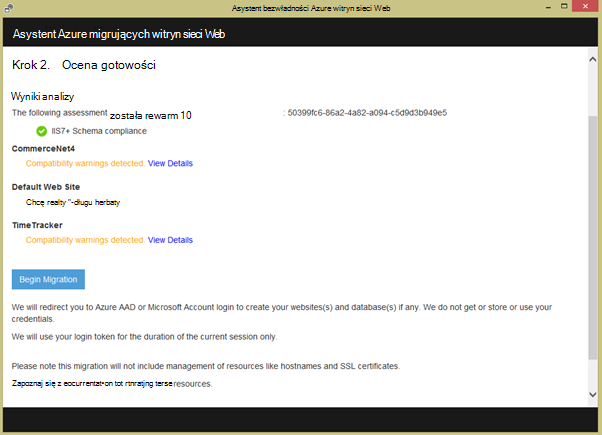 Asystent bezwładności Azure witryn sieci Web
Asystent Azure migrujących witryn sieci Web
Krok 2. Ocena gotowości
Wyniki analizy
The following assessment została rewarm 10 : 50399fc6-86a2-4a82-a094-c5d9d3b949e5
IIS7+ Schema compliance
CommerceNet4
Compatibility warnings detected. View Details
Default Web Site
Chcę realty "-długu herbaty
TimeTracker
Compatibility warnings detected. View Details
Begin Migration
We will redirect you to Azure AAD or Microsoft Account login to create your websites(s) and database(s) if any. We do not get or store or use your
credentials.
We will use your login token for the duration of the current session only.
Please note this migration will not include management of resources like hostnames and SSL certificates.
Zapoznaj się z eocurrentat•on tot rtnratjng terse resources.